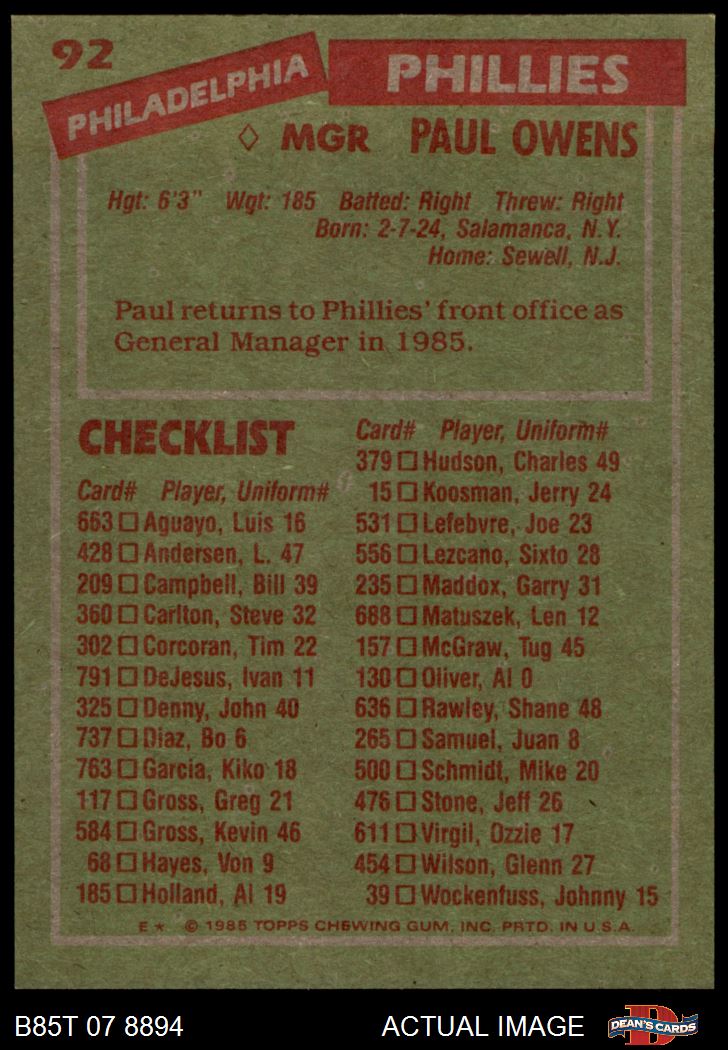 92
PHILADELPHIA
PHILLIES
◊ MGR PAUL OWENS
Hgt: 6'3" Wgt: 185 Batted: Right Threw: Right
Born: 2-7-24, Salamanca, N.Y.
Home: Sewell, N.J.
Paul returns to Phillies' front office as
General Manager in 1985.
CHECKLIST
Card# Player, Uniform#
663 □ Aguayo, Luis 16
428 □ Andersen, L. 47
209 □ Campbell, Bill 39
360 □ Carlton, Steve 32
302 □ Corcoran, Tim 22
791 □ DeJesus, Ivan 11
325 □ Denny, John 40
737 □ Diaz, Bo 6
763 □ Garcia, Kiko 18
117 □ Gross, Greg 21
584 □ Gross, Kevin 46
68 □ Hayes, Von 9
185 □ Holland, Al 19
Card# Player, Uniform#
379 □ Hudson, Charles 49
15 □ Koosman, Jerry 24
531 □ Lefebvre, Joe 23
556 □ Lezcano, Sixto 28
235 □ Maddox, Garry 31
688 □ Matuszek, Len 12
157 □ McGraw, Tug 45
130 □ Oliver, Al 0
636 □ Rawley, Shane 48
265 □ Samuel, Juan 8
500 □ Schmidt, Mike 20
476 □ Stone, Jeff 26
611 □ Virgil, Ozzie 17
454 □ Wilson, Glenn 27
39 □ Wockenfuss, Johnny 15
E★ © 1985 TOPPS CHEWING GUM, INC. PRTD. IN U.S.A.
B85T 07 8894
ACTUAL IMAGE
D
DEAN'S CARDS